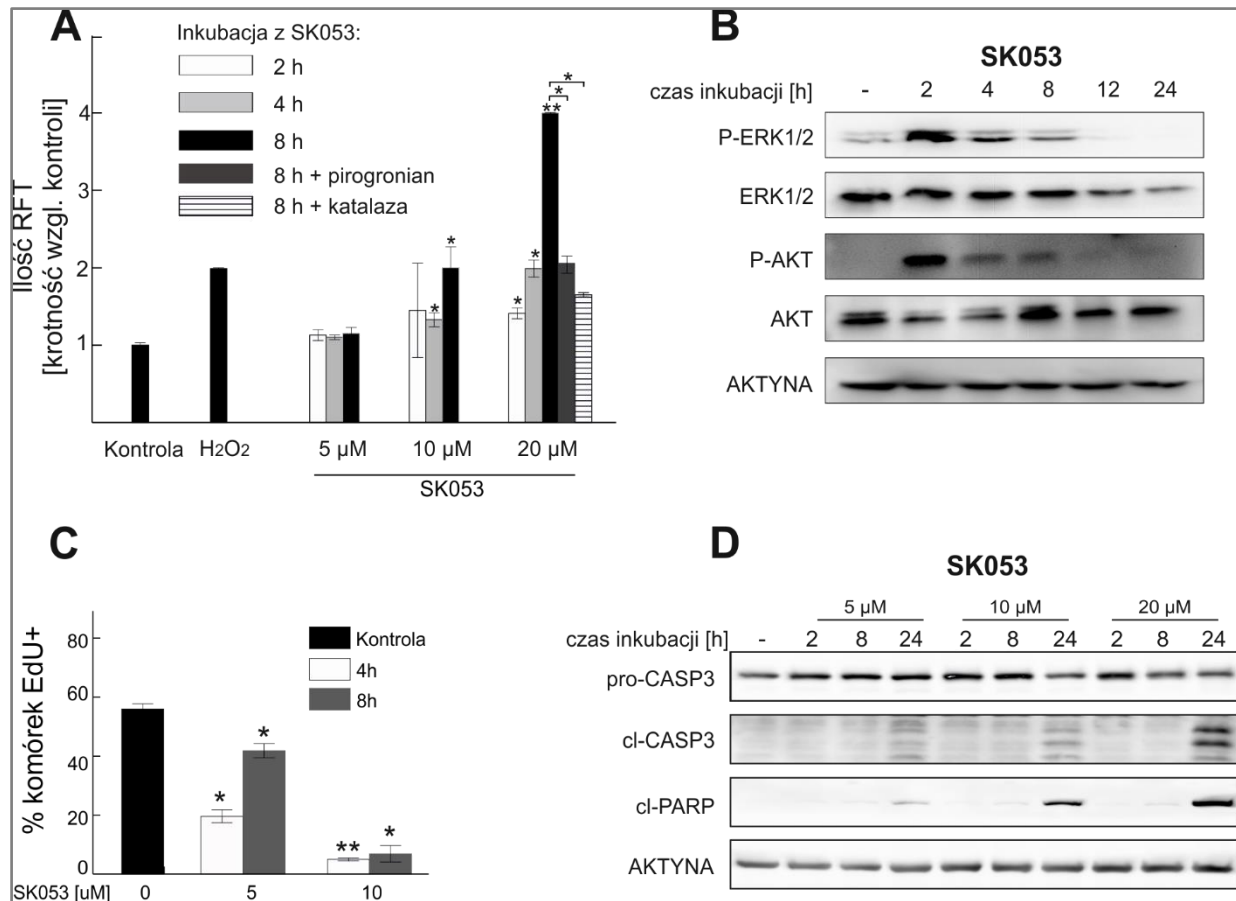 A
Inkubacja z SK053:
2 h
4 h
8 h
8 h + pirogronian
8 h + katalaza
Ilość RFT
[krotność wzgl. kontroli]
4
3
2
1
* ** * * * * * *
Kontrola H2O2 5 µM 10 µM 20 µM
SK053
B
SK053
czas inkubacji [h] - 2 4 8 12 24
P-ERK1/2
ERK1/2
P-AKT
AKT
AKTYNA
C
% komórek EdU+
80
60
40
20
0
Kontrola
4h
8h
* * ** *
SK053 [uM] 0 5 10
D
SK053
5 µM 10 µM 20 µM
czas inkubacji [h] - 2 8 24 2 8 24 2 8 24
pro-CASP3
cl-CASP3
cl-PARP
AKTYNA